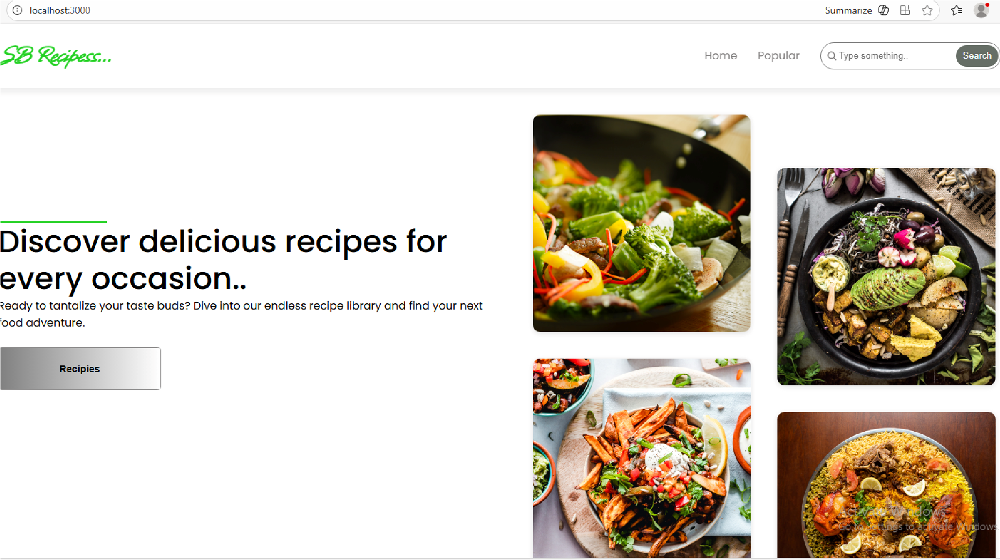 localhost:3000
Summarize
SB Recipess...
Home Popular Type something.. Search
Discover delicious recipes for
every occasion..
Ready to tantalize your taste buds? Dive into our endless recipe library and find your next
food adventure.
Recipies
Activate Windows
Go to Settings to activate Windows.